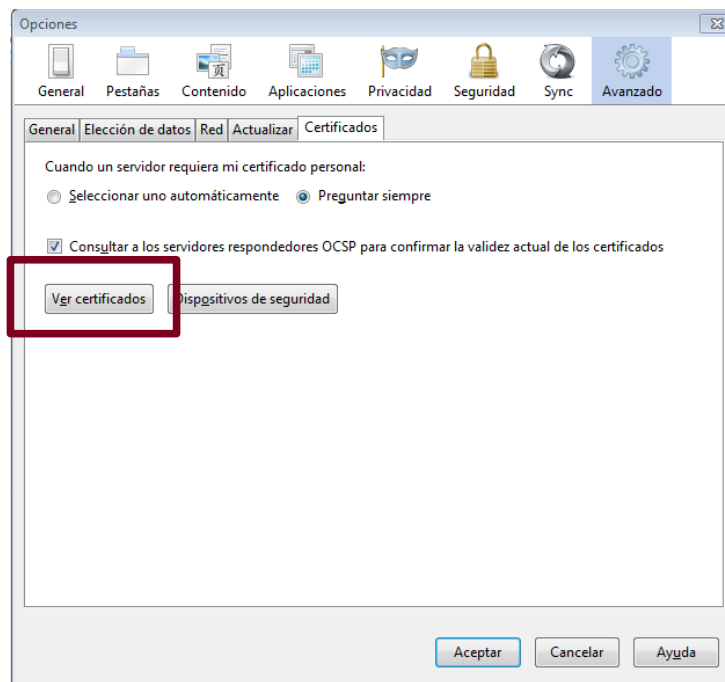 Opciones
General Pestañas Contenido Aplicaciones Privacidad Seguridad Sync Avanzado
General Elección de datos Red Actualizar Certificados
Cuando un servidor requiera mi certificado personal:
Seleccionar uno automáticamente Preguntar siempre
Consultar a los servidores respondedores OCSP para confirmar la validez actual de los certificados
Ver certificados Dispositivos de seguridad
Aceptar Cancelar Ayuda